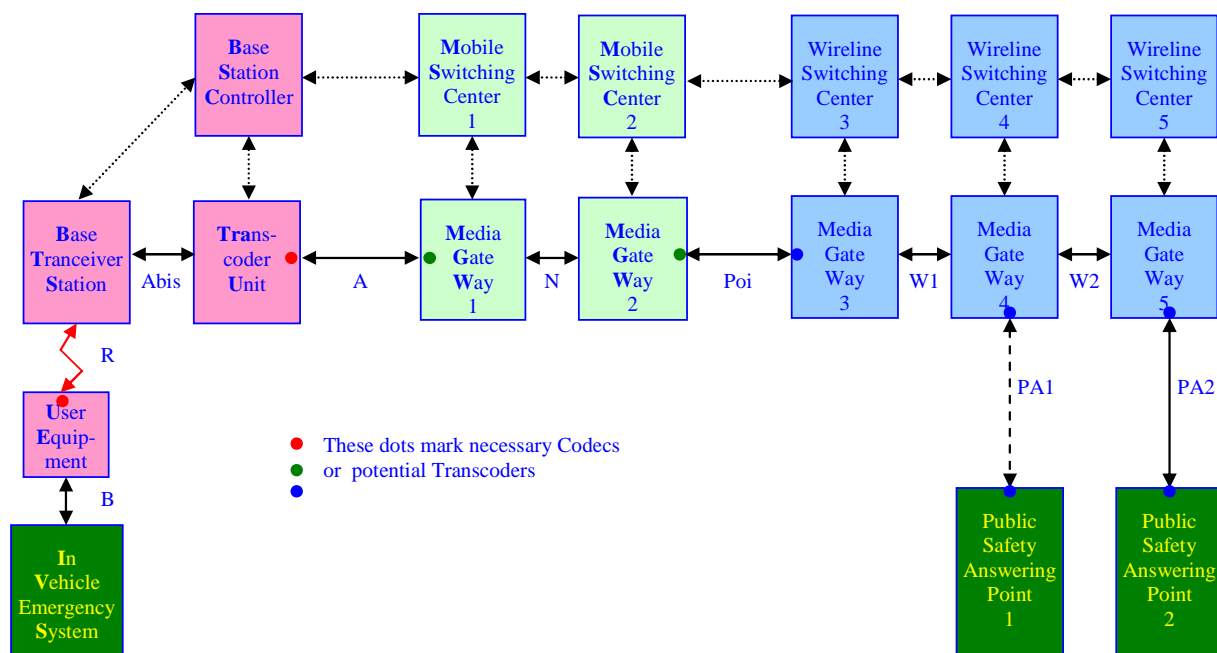 Base
Station
Controller
Mobile
Switching
Center
1
Mobile
Switching
Center
2
Wireline
Switching
Center
3
Wireline
Switching
Center
4
Wireline
Switching
Center
5
Base
Tranceiver
Station
Abis
Trans-
coder
Unit
A
Media
Gate
Way
1
N
Media
Gate
Way
2
Poi
Media
Gate
Way
3
W1
Media
Gate
Way
4
W2
Media
Gate
Way
5
R
PA1
PA2
User
Equip-
ment
These dots mark necessary Codecs
or potential Transcoders
B
In
Vehicle
Emergency
System
Public
Safety
Answering
Point
1
Public
Safety
Answering
Point
2